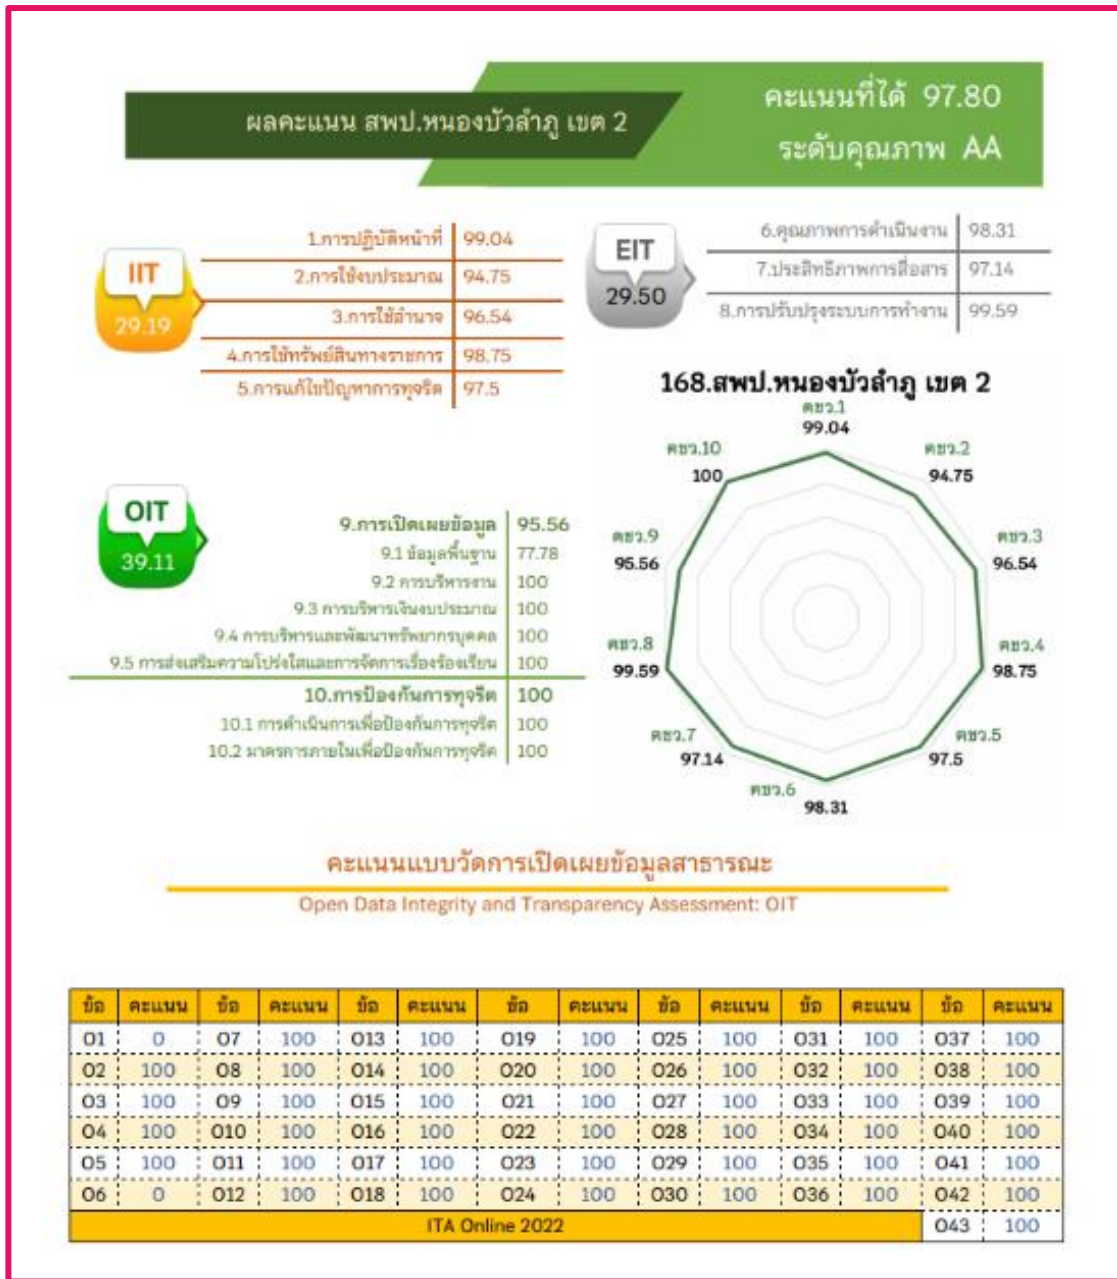 ผลคะแนน สพป.หนองบัวลำภู เขต 2
คะแนนที่ได้ 97.80
ระดับคุณภาพ AA
IIT
29.19
1.การปฏิบัติหน้าที่ 99.04
2.การใช้งบประมาณ 94.75
3.การใช้อำนาจ 96.54
4.การใช้ทรัพย์สินทางราชการ 98.75
5.การแก้ไขปัญหาการทุจริต 97.5
EIT
29.50
6.คุณภาพการดำเนินงาน 98.31
7.ประสิทธิภาพการสื่อสาร 97.14
8.การปรับปรุงระบบการทำงาน 99.59
OIT
39.11
9.การเปิดเผยข้อมูล 95.56
9.1 ข้อมูลพื้นฐาน 77.78
9.2 การบริหารงาน 100
9.3 การบริหารเงินงบประมาณ 100
9.4 การบริหารและพัฒนาทรัพยากรบุคคล 100
9.5 การส่งเสริมความโปร่งใสและการจัดการเรื่องร้องเรียน 100
10.การป้องกันการทุจริต 100
10.1 การดำเนินการเพื่อป้องกันการทุจริต 100
10.2 มาตรการภายในเพื่อป้องกันการทุจริต 100
168.สพป.หนองบัวลำภู เขต 2
ตชว.1
99.04
ตชว.2
94.75
ตชว.3
96.54
ตชว.4
98.75
ตชว.5
97.5
ตชว.6
98.31
ตชว.7
97.14
ตชว.8
99.59
ตชว.9
95.56
ตชว.10
100
คะแนนแบบวัดการเปิดเผยข้อมูลสาธารณะ
Open Data Integrity and Transparency Assessment: OIT
ข้อ คะแนน ข้อ คะแนน ข้อ คะแนน ข้อ คะแนน ข้อ คะแนน ข้อ คะแนน ข้อ คะแนน
O1 0 O7 100 O13 100 O19 100 O25 100 O31 100 O37 100
O2 100 O8 100 O14 100 O20 100 O26 100 O32 100 O38 100
O3 100 O9 100 O15 100 O21 100 O27 100 O33 100 O39 100
O4 100 O10 100 O16 100 O22 100 O28 100 O34 100 O40 100
O5 100 O11 100 O17 100 O23 100 O29 100 O35 100 O41 100
O6 0 O12 100 O18 100 O24 100 O30 100 O36 100 O42 100
ITA Online 2022 O43 100